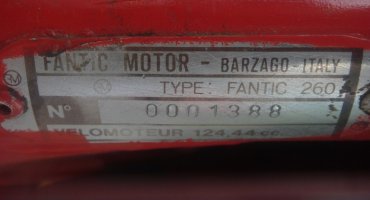 FANTIC MOTOR - BARZAGO - ITALY
TYPE: FANTIC 260
N° 0001388
VELOMOTEUR 124,44 cc.